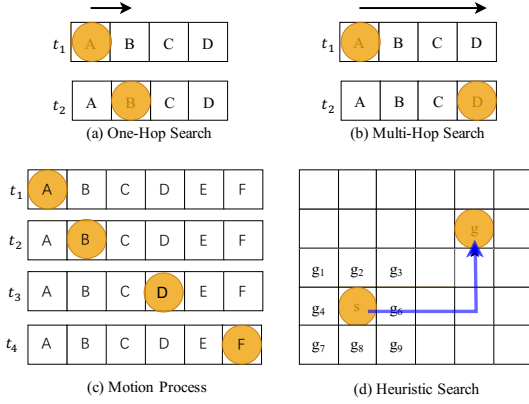 t1 A B C D
t2 A B C D
(a) One-Hop Search
t1 A B C D
t2 A B C D
(b) Multi-Hop Search
t1 A B C D E F
t2 A B C D E F
t3 A B C D E F
t4 A B C D E F
(c) Motion Process
g
g1 g2 g3
g4 s g6
g7 g8 g9
(d) Heuristic Search